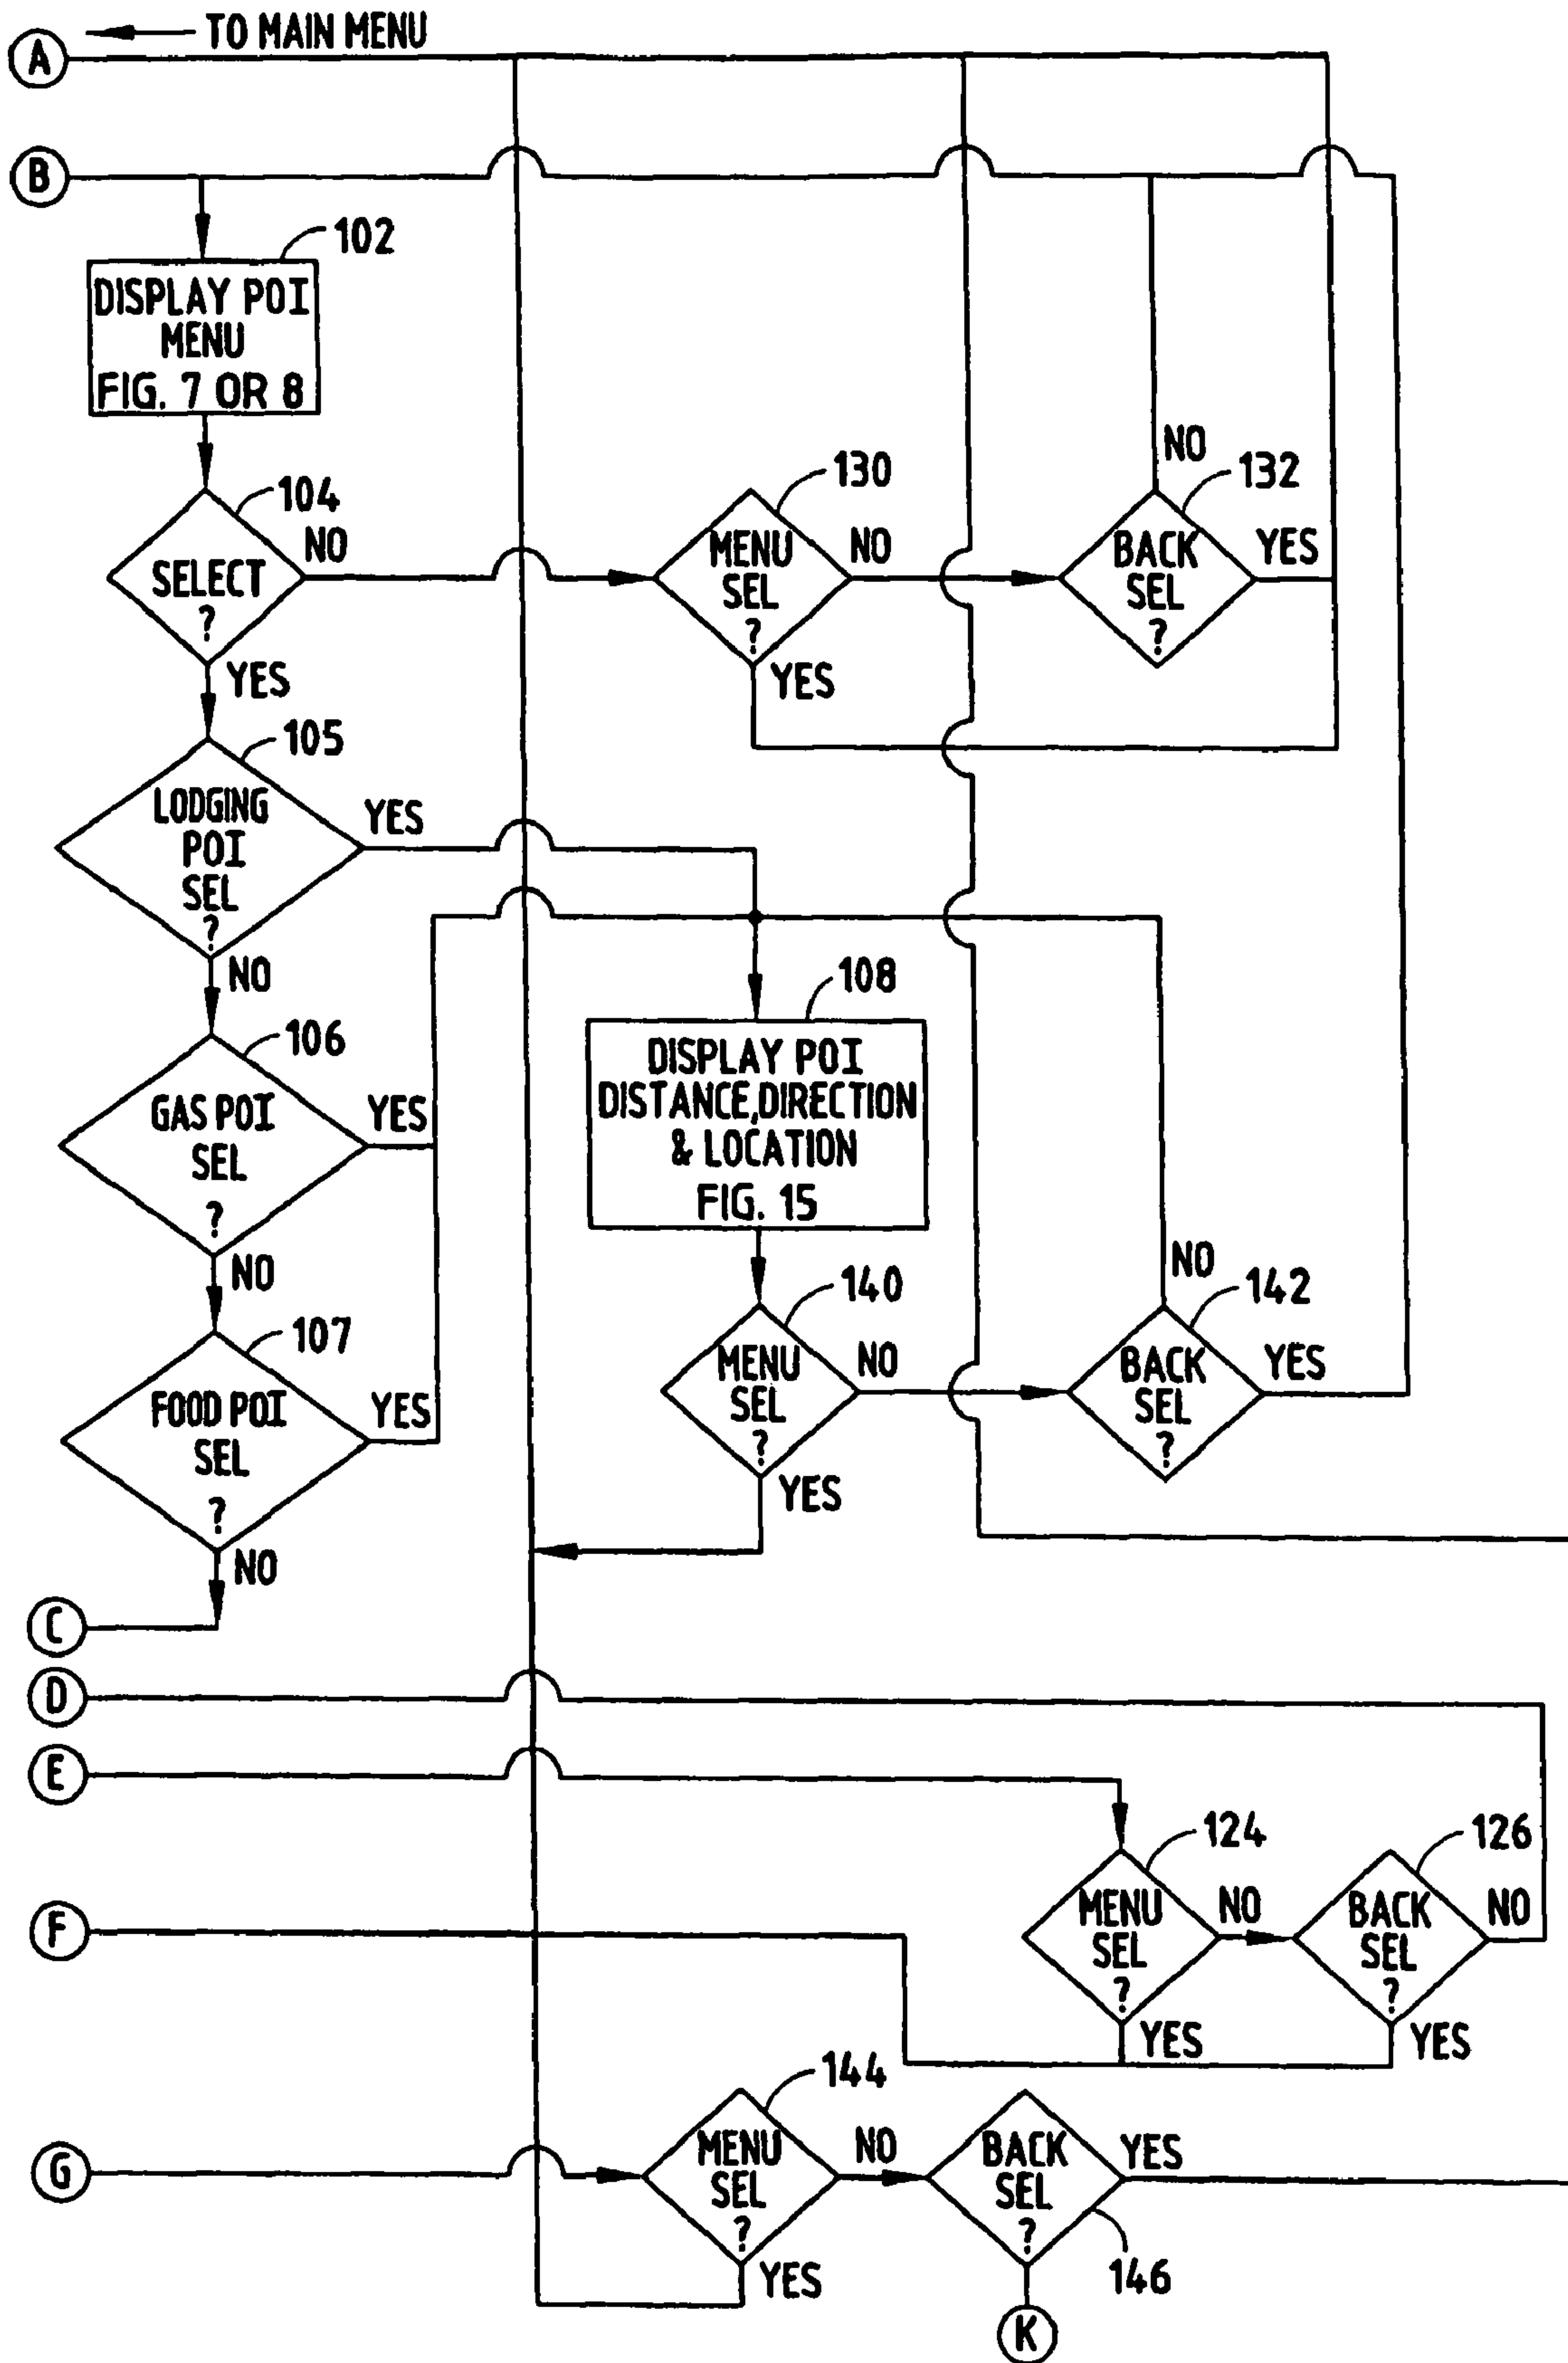 TO MAIN MENU
A
B
102
DISPLAY POI
MENU
FIG. 7 OR 8
104
SELECT
?
NO
YES
130
MENU
SEL
?
NO
YES
132
BACK
SEL
?
NO
YES
105
LODGING
POI
SEL
?
YES
NO
108
DISPLAY POI
DISTANCE,DIRECTION
& LOCATION
FIG. 15
106
GAS POI
SEL
?
YES
NO
140
MENU
SEL
?
NO
YES
142
BACK
SEL
?
NO
YES
107
FOOD POI
SEL
?
YES
NO
C
D
E
124
MENU
SEL
?
NO
YES
126
BACK
SEL
?
NO
YES
F
144
MENU
SEL
?
NO
YES
BACK
SEL
?
YES
146
G
K